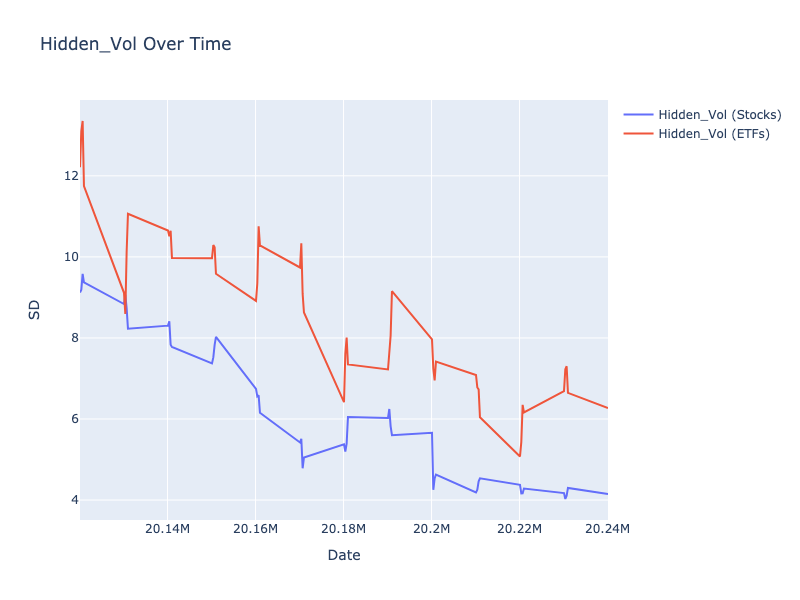 Hidden_Vol Over Time
Hidden_Vol (Stocks)
Hidden_Vol (ETFs)
12
10
8
6
4
SD
20.14M
20.16M
20.18M
20.2M
20.22M
20.24M
Date